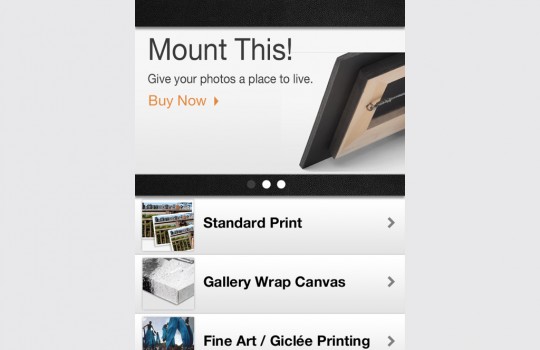 Mount This!
Give your photos a place to live.
Buy Now
Standard Print
Gallery Wrap Canvas
Fine Art / Giclée Printing